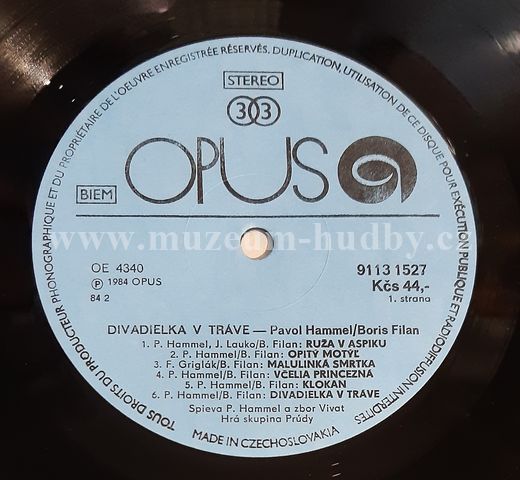 TOUS DROITS DU PRODUCTEUR PHONOGRAPHIQUE ET DU PROPRIÉTAIRE DE L'OEUVRE ENREGISTRÉE RÉSERVÉS, DUPLICATION, UTILISATION DE CE DISQUE POUR EXÉCUTION PUBLIQUE ET RADIODIFFUSION INTERDITES
STEREO
33
OPUS
BIEM
www.muzeum-hudby.cz
OE 4340
℗ 1984 OPUS
84 2
9113 1527
Kčs 44,-
1. strana
DIVADIELKA V TRÁVE — Pavol Hammel/Boris Filan
1. P. Hammel, J. Lauko/B. Filan: RUŽA V ASPIKU
2. P. Hammel/B. Filan: OPITÝ MOTÝĽ
3. F. Griglák/B. Filan: MALULINKÁ SMRTKA
4. P. Hammel/B. Filan: VČELIA PRINCEZNÁ
5. P. Hammel/B. Filan: KLOKAN
6. P. Hammel/B. Filan: DIVADIELKA V TRÁVE
Spieva P. Hammel a zbor Vivat
Hrá skupina Prúdy
MADE IN CZECHOSLOVAKIA